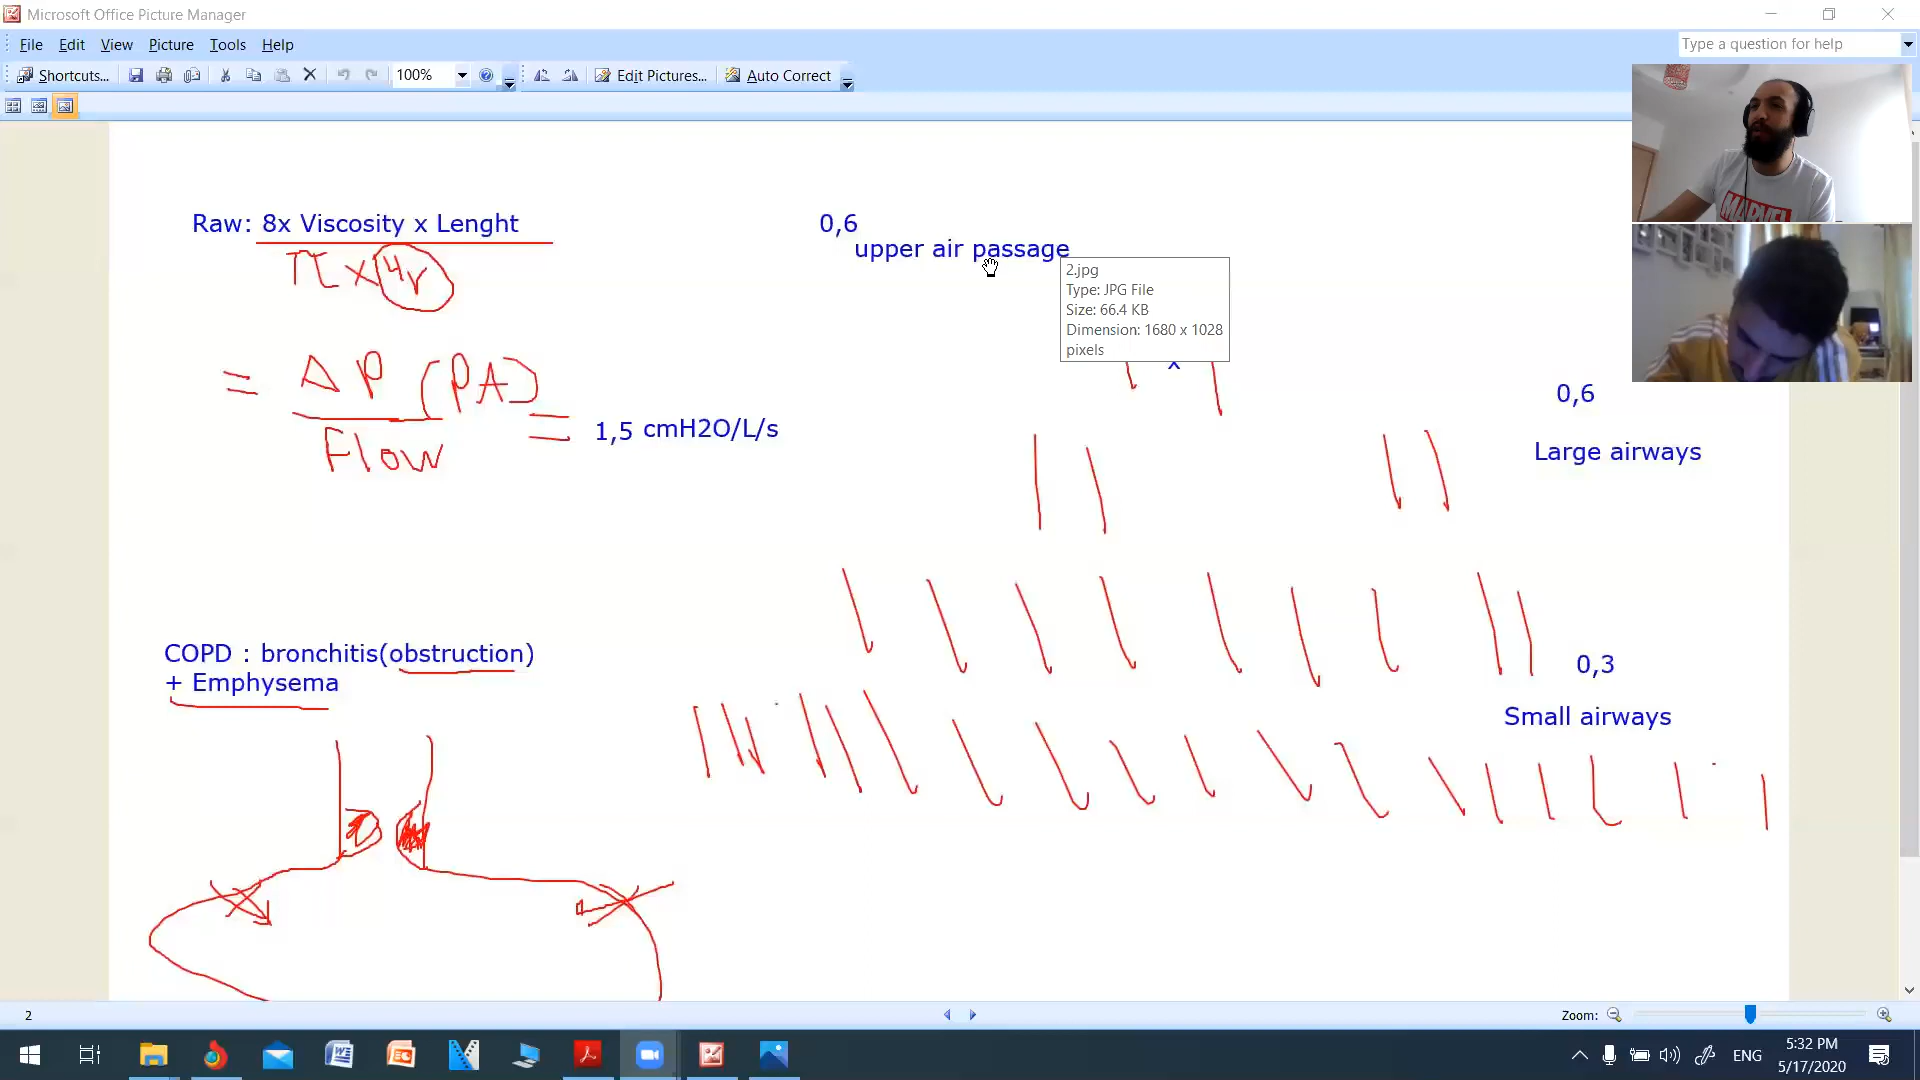 Microsoft Office Picture Manager
File Edit View Picture Tools Help
Type a question for help
Shortcuts... 100% Edit Pictures... Auto Correct
Raw: 8x Viscosity x Lenght
π x 4r
= ΔP (PA)
Flow
= 1,5 cmH2O/L/s
0,6
upper air passage
2.jpg
Type: JPG File
Size: 66.4 KB
Dimension: 1680 x 1028
pixels
MARVEL
0,6
Large airways
0,3
Small airways
COPD : bronchitis(obstruction)
+ Emphysema
2
Zoom:
ENG
5:32 PM
5/17/2020